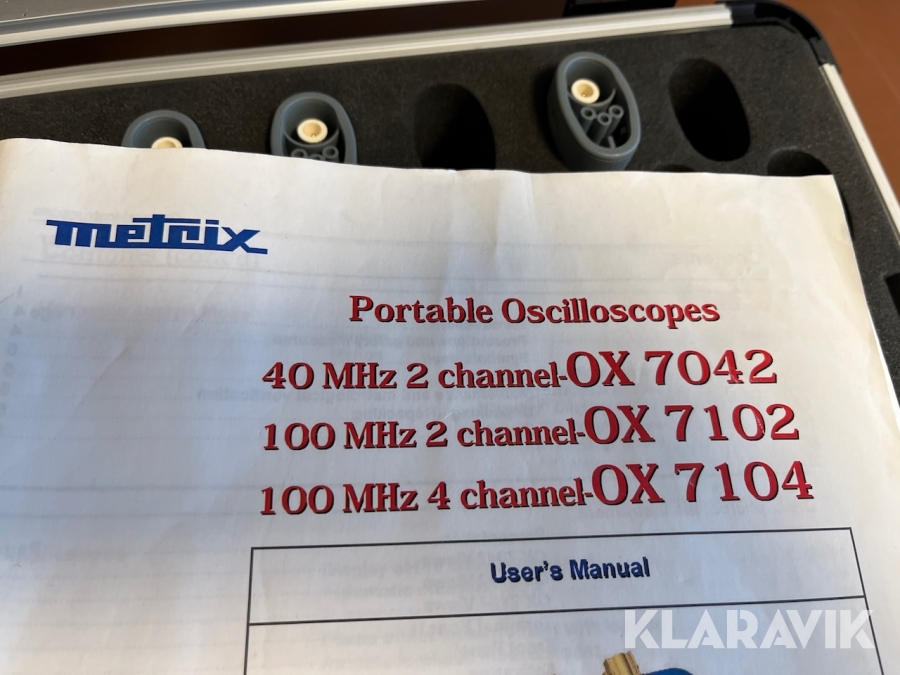 metrix
Portable Oscilloscopes
40 MHz 2 channel-OX 7042
100 MHz 2 channel-OX 7102
100 MHz 4 channel-OX 7104
User's Manual
KLARAVIK